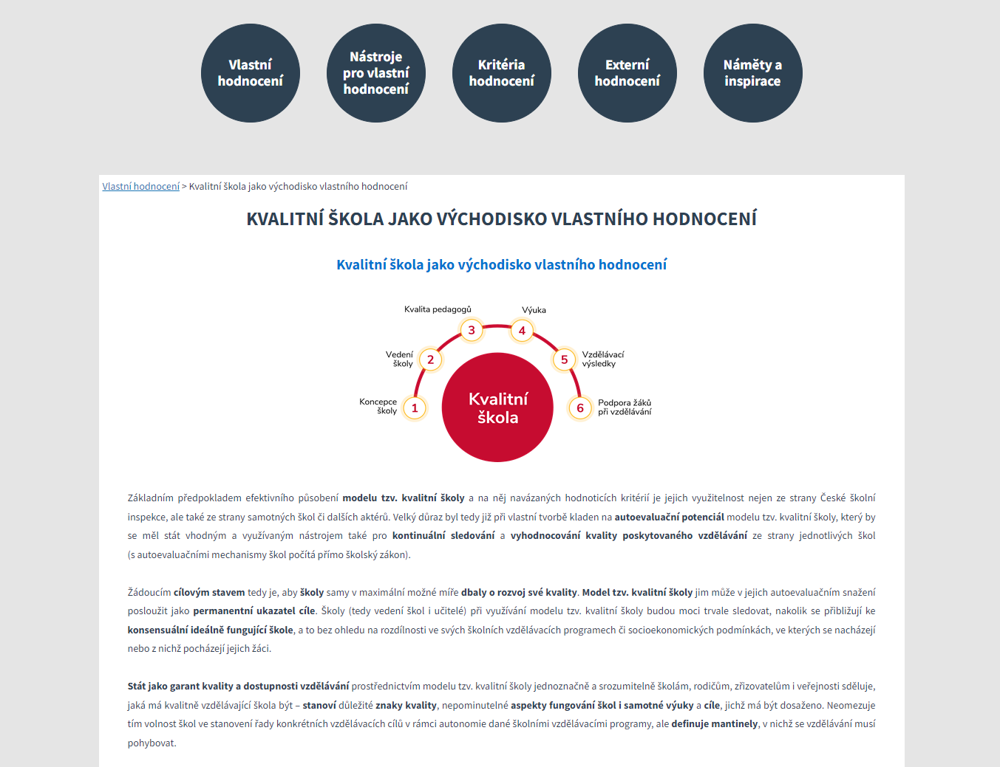 Vlastní
hodnocení
Nástroje
pro vlastní
hodnocení
Kritéria
hodnocení
Externí
hodnocení
Náměty a
inspirace
Vlastní hodnocení > Kvalitní škola jako východisko vlastního hodnocení
KVALITNÍ ŠKOLA JAKO VÝCHODISKO VLASTNÍHO HODNOCENÍ
Kvalitní škola jako východisko vlastního hodnocení
Kvalita pedagogů
Výuka
3
4
Vedení
školy
2
5
Vzdělávací
výsledky
Kvalitní
škola
Koncepce
školy
1
6
Podpora žáků
při vzdělávání
Základním předpokladem efektivního působení modelu tzv. kvalitní školy a na něj navázaných hodnoticích kritérií je jejich využitelnost nejen ze strany České školní
inspekce, ale také ze strany samotných škol či dalších aktérů. Velký důraz byl tedy již při vlastní tvorbě kladen na autoevaluační potenciál modelu tzv. kvalitní školy, který by
se měl stát vhodným a využívaným nástrojem také pro kontinuální sledování a vyhodnocování kvality poskytovaného vzdělávání ze strany jednotlivých škol
(s autoevaluačními mechanismy škol počítá přímo školský zákon).
Žádoucím cílovým stavem tedy je, aby školy samy v maximální možné míře dbaly o rozvoj své kvality. Model tzv. kvalitní školy jim může v jejich autoevaluačním snažení
posloužit jako permanentní ukazatel cíle. Školy (tedy vedení škol i učitelé) při využívání modelu tzv. kvalitní školy budou moci trvale sledovat, nakolik se přibližují ke
konsensuální ideálně fungující škole, a to bez ohledu na rozdílnosti ve svých školních vzdělávacích programech či socioekonomických podmínkách, ve kterých se nacházejí
nebo z nichž pocházejí jejich žáci.
Stát jako garant kvality a dostupnosti vzdělávání prostřednictvím modelu tzv. kvalitní školy jednoznačně a srozumitelně školám, rodičům, zřizovatelům i veřejnosti sděluje,
jaká má kvalitně vzdělávající škola být – stanoví důležité znaky kvality, nepominutelné aspekty fungování škol i samotné výuky a cíle, jichž má být dosaženo. Neomezuje
tím volnost škol ve stanovení řady konkrétních vzdělávacích cílů v rámci autonomie dané školními vzdělávacími programy, ale definuje mantinely, v nichž se vzdělávání musí
pohybovat.